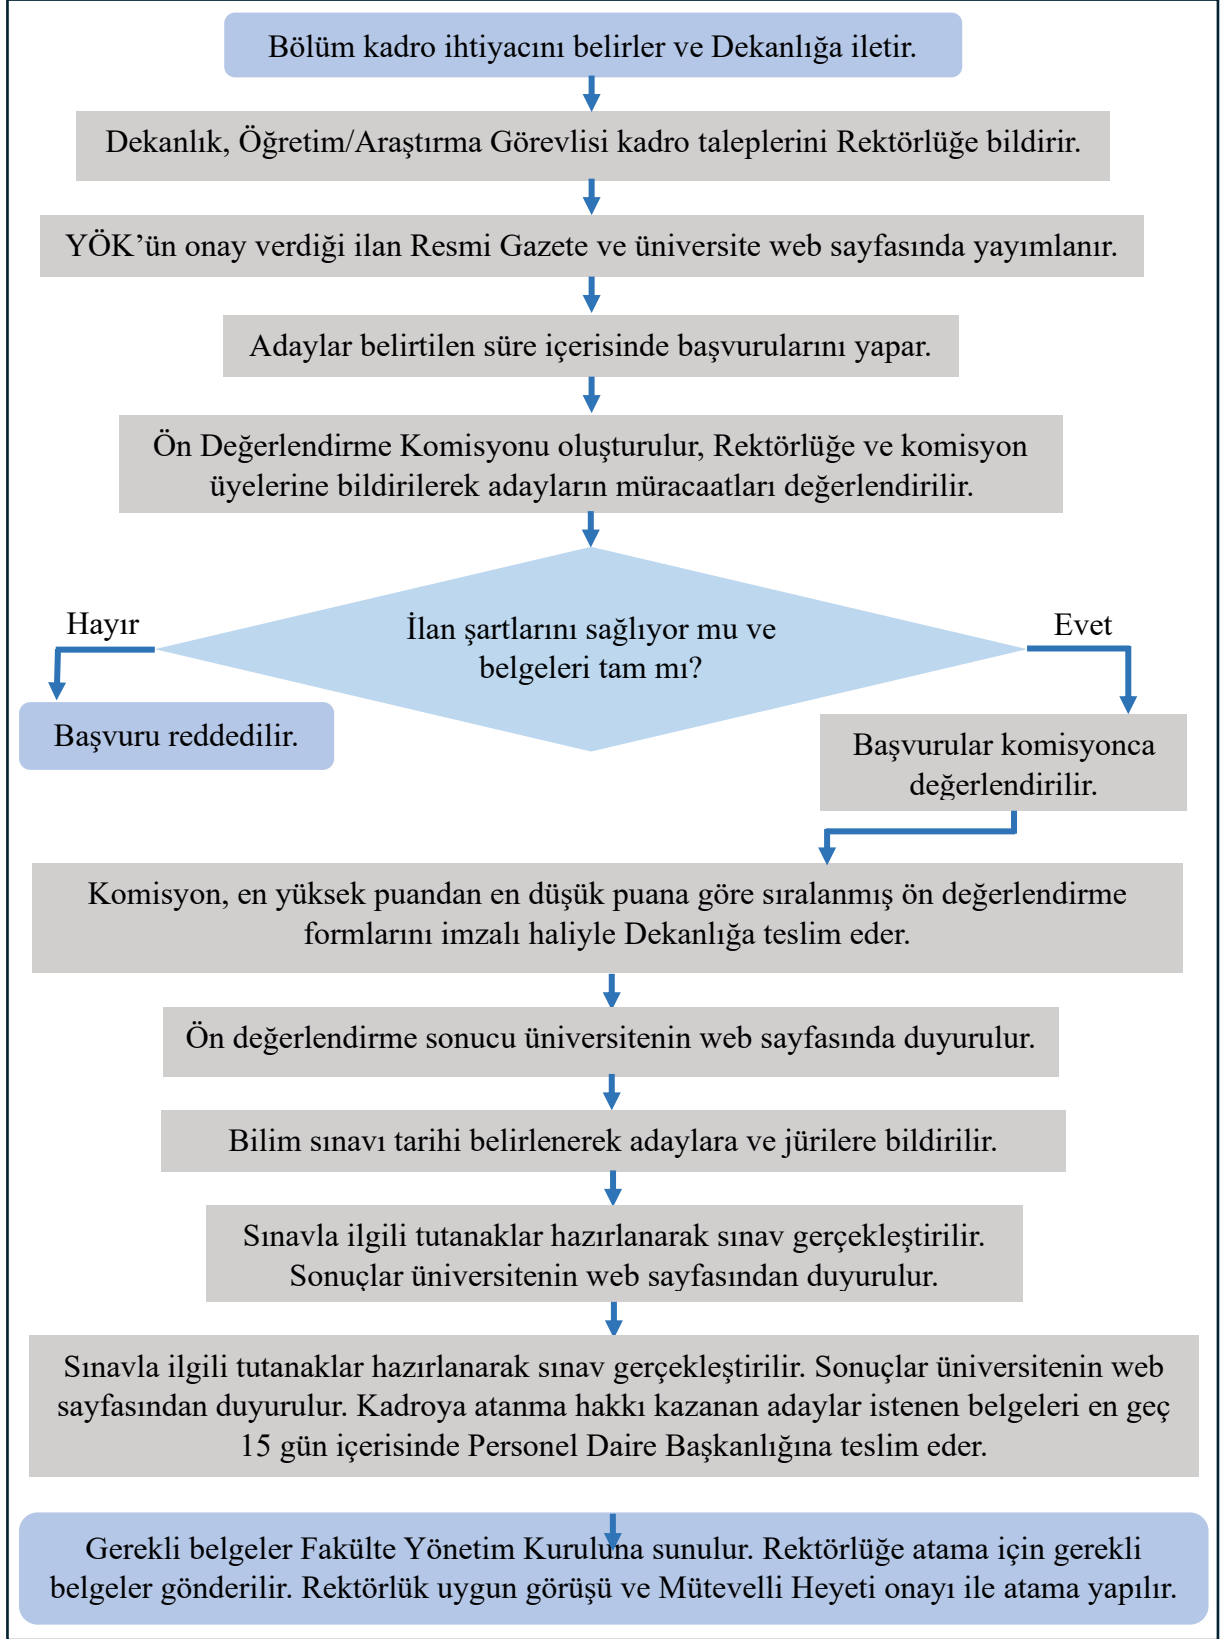 Bölüm kadro ihtiyacını belirler ve Dekanlığa iletir.
Dekanlık, Öğretim/Araştırma Görevlisi kadro taleplerini Rektörlüğe bildirir.
YÖK’ün onay verdiği ilan Resmi Gazete ve üniversite web sayfasında yayımlanır.
Adaylar belirtilen süre içerisinde başvurularını yapar.
Ön Değerlendirme Komisyonu oluşturulur, Rektörlüğe ve komisyon
üyelerine bildirilerek adayların müracaatları değerlendirilir.
İlan şartlarını sağlıyor mu ve
belgeleri tam mı?
Hayır
Evet
Başvuru reddedilir.
Başvurular komisyonca
değerlendirilir.
Komisyon, en yüksek puandan en düşük puana göre sıralanmış ön değerlendirme
formlarını imzalı haliyle Dekanlığa teslim eder.
Ön değerlendirme sonucu üniversitenin web sayfasında duyurulur.
Bilim sınavı tarihi belirlenerek adaylara ve jürilere bildirilir.
Sınavla ilgili tutanaklar hazırlanarak sınav gerçekleştirilir.
Sonuçlar üniversitenin web sayfasından duyurulur.
Sınavla ilgili tutanaklar hazırlanarak sınav gerçekleştirilir. Sonuçlar üniversitenin web
sayfasından duyurulur. Kadroya atanma hakkı kazanan adaylar istenen belgeleri en geç
15 gün içerisinde Personel Daire Başkanlığına teslim eder.
Gerekli belgeler Fakülte Yönetim Kuruluna sunulur. Rektörlüğe atama için gerekli
belgeler gönderilir. Rektörlük uygun görüşü ve Mütevelli Heyeti onayı ile atama yapılır.